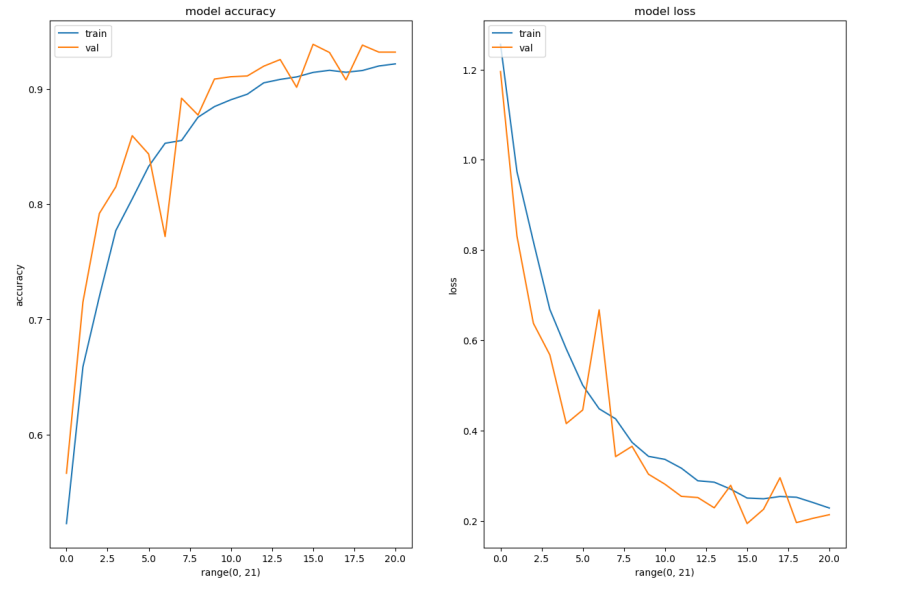 model accuracy
train
val
0.9
0.8
0.7
0.6
accuracy
0.0 2.5 5.0 7.5 10.0 12.5 15.0 17.5 20.0
range(0, 21)
model loss
train
val
1.2
1.0
0.8
0.6
0.4
0.2
loss
0.0 2.5 5.0 7.5 10.0 12.5 15.0 17.5 20.0
range(0, 21)